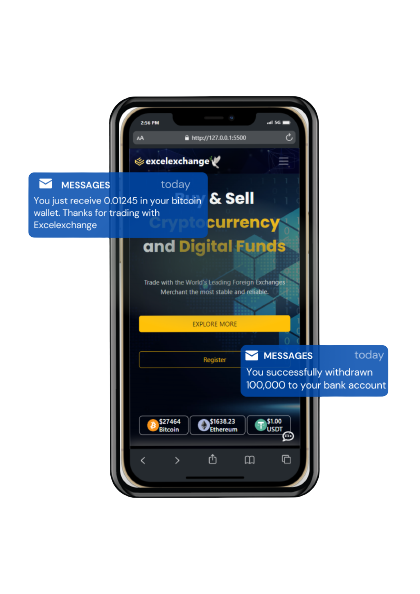 2:56 PM
5G
AA
http://127.0.0.1:5500
excelexchange
MESSAGES today
You just receive 0.01245 in your bitcoin
wallet. Thanks for trading with
Excelexchange
Buy & Sell
Cryptocurrency
and Digital Funds
Trade with the World's Leading Foreign Exchanges
Merchant the most stable and reliable.
EXPLORE MORE
Register
MESSAGES today
You successfully withdrawn
100,000 to your bank account
$27464
Bitcoin
$1638.23
Ethereum
$1.00
USDT